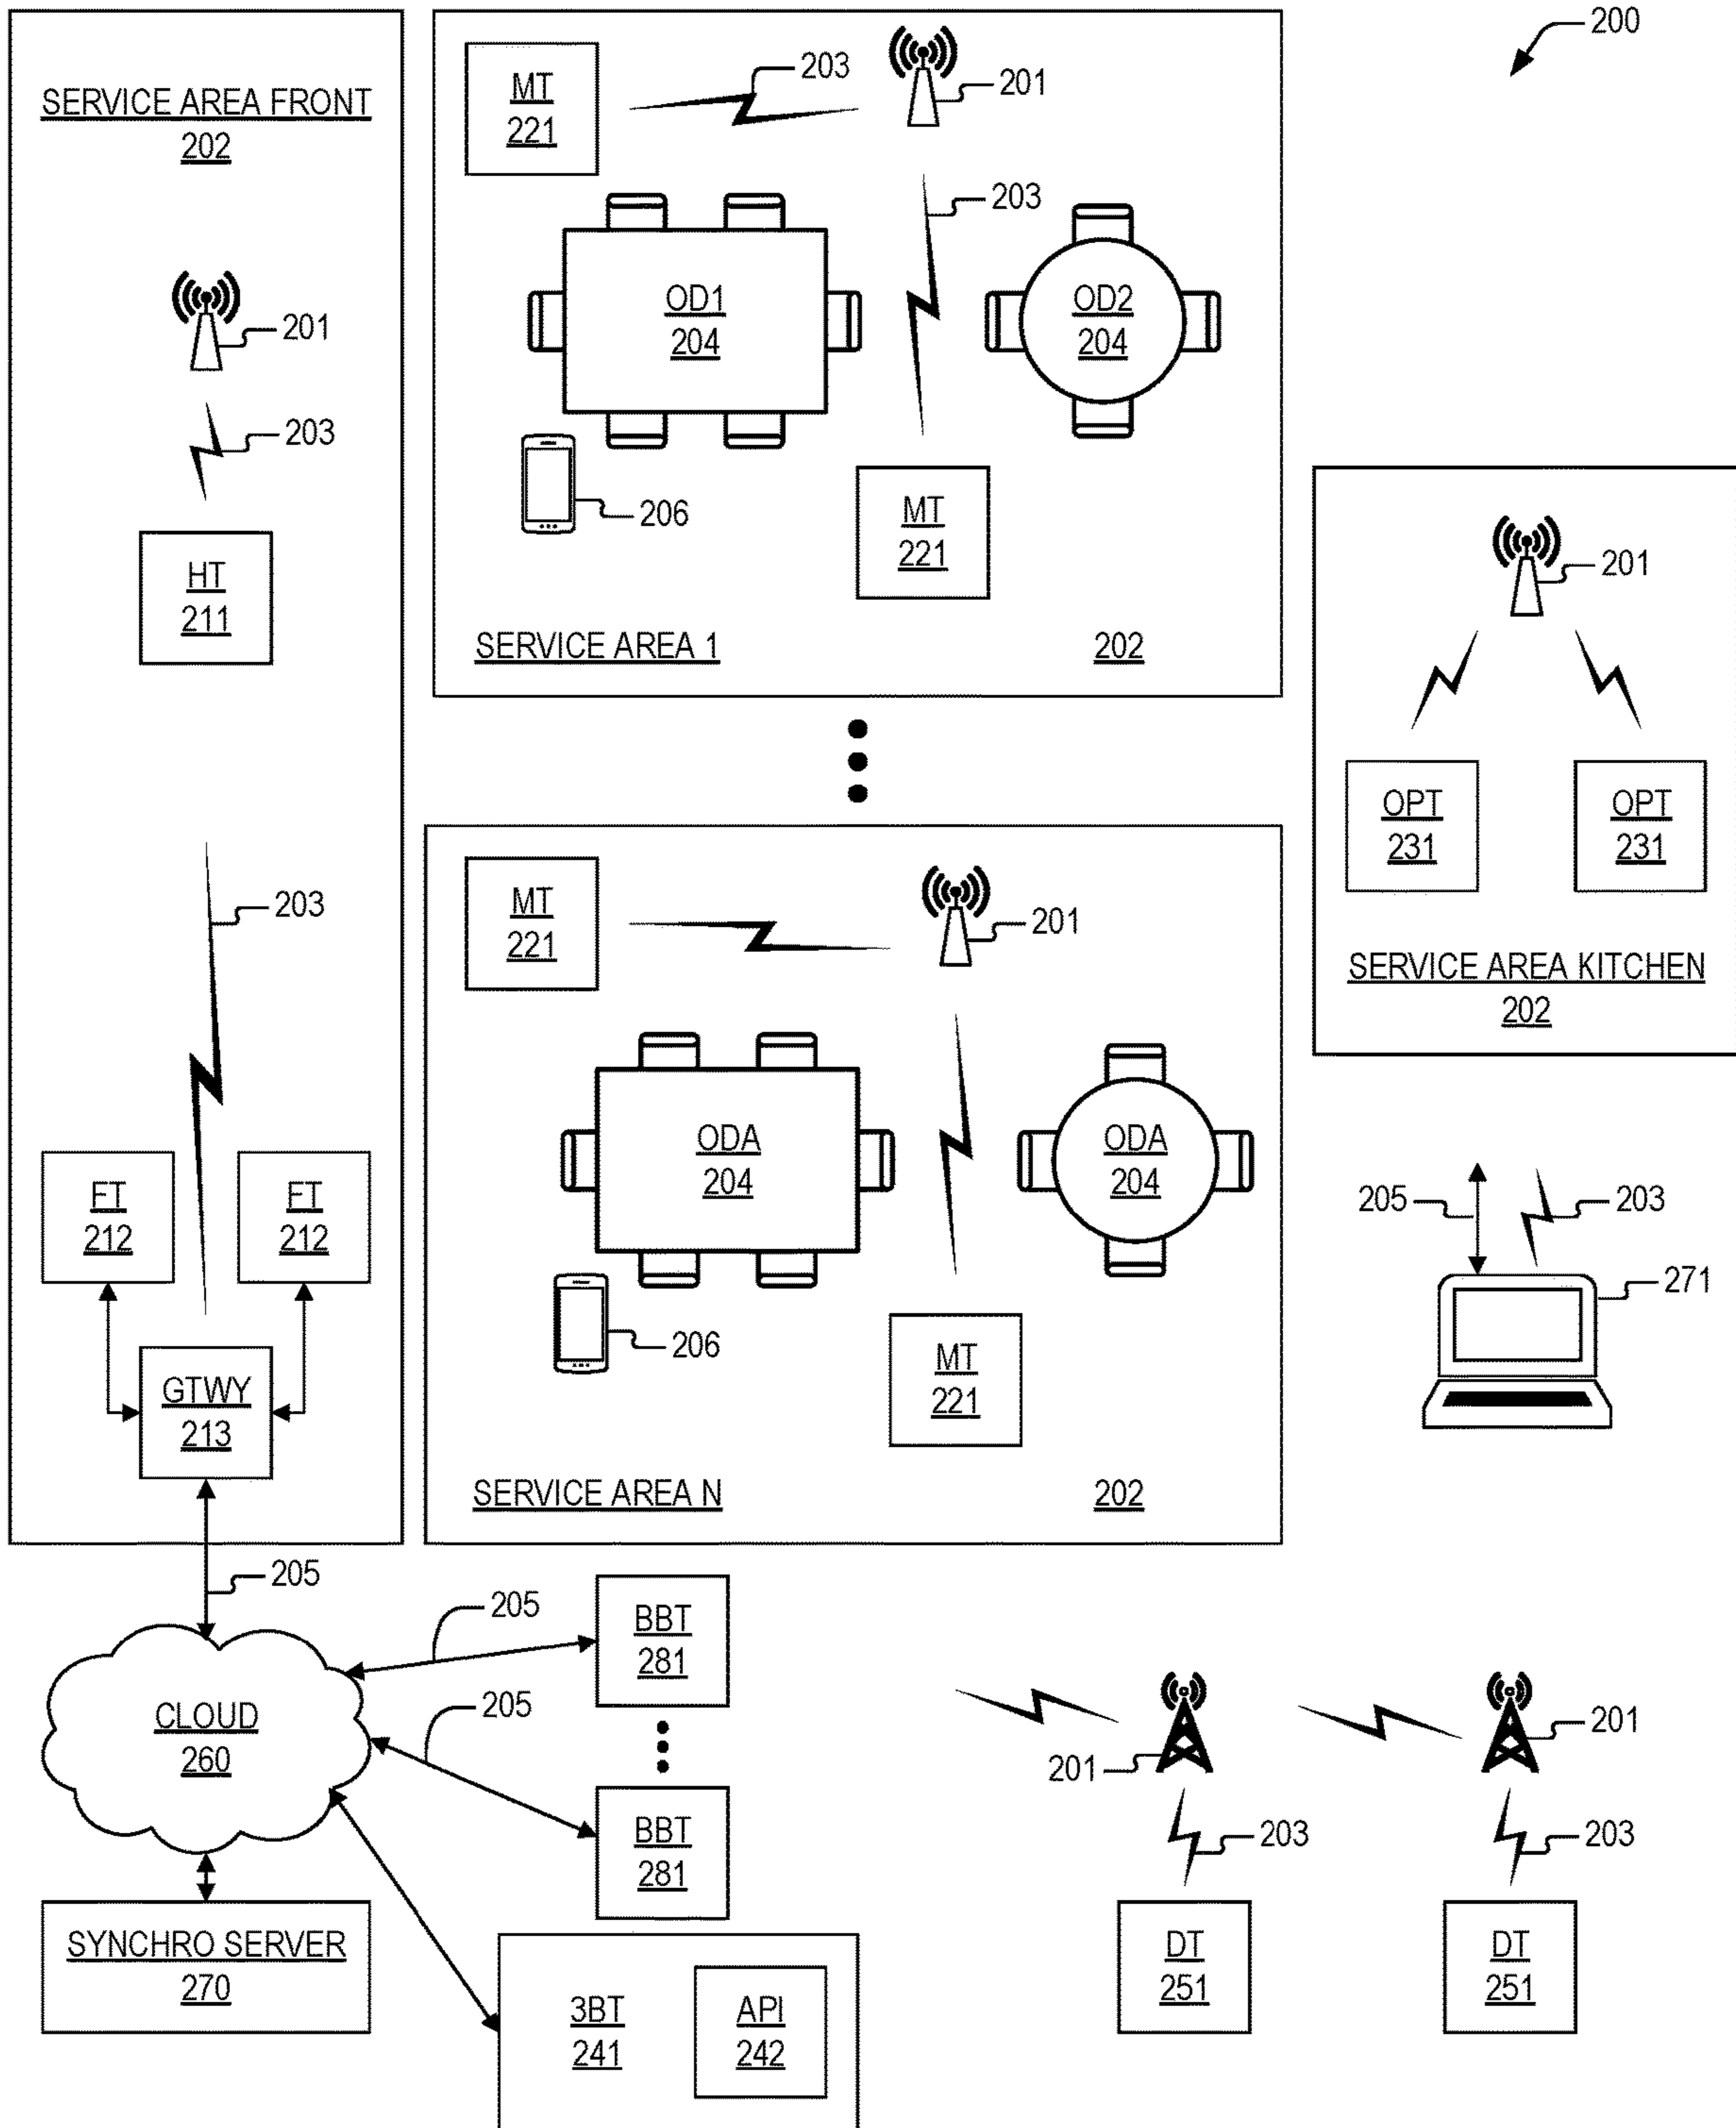 200
SERVICE AREA FRONT
202
201
203
HT
211
203
FT
212
FT
212
GTWY
213
205
MT
221
203
201
203
OD1
204
OD2
204
206
MT
221
SERVICE AREA 1
202
MT
221
201
ODA
204
ODA
204
206
MT
221
SERVICE AREA N
202
201
OPT
231
OPT
231
SERVICE AREA KITCHEN
202
205
203
271
CLOUD
260
205
BBT
281
205
BBT
281
SYNCHRO SERVER
270
3BT
241
API
242
201
201
203
203
DT
251
DT
251